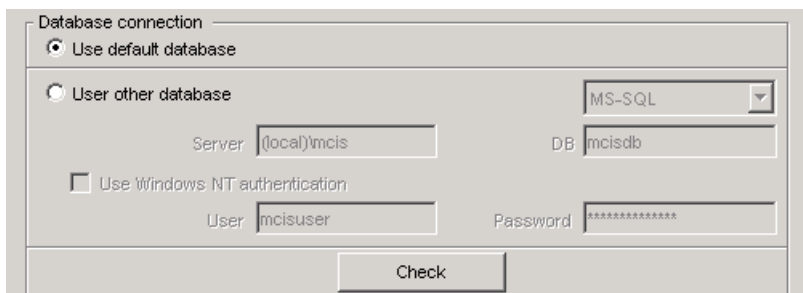 Database connection
Use default database
User other database
MS-SQL
Server (local)\mcis DB mcisdb
Use Windows NT authentication
User mcisuser Password **************
Check